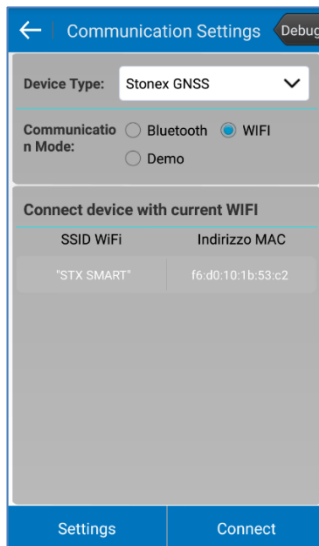 Communication Settings
Debug
Device Type: Stonex GNSS
Communicatio Bluetooth WIFI
n Mode:
Demo
Connect device with current WIFI
SSID WiFi Indirizzo MAC
"STX SMART" f6:d0:10:1b:53:c2
Settings Connect